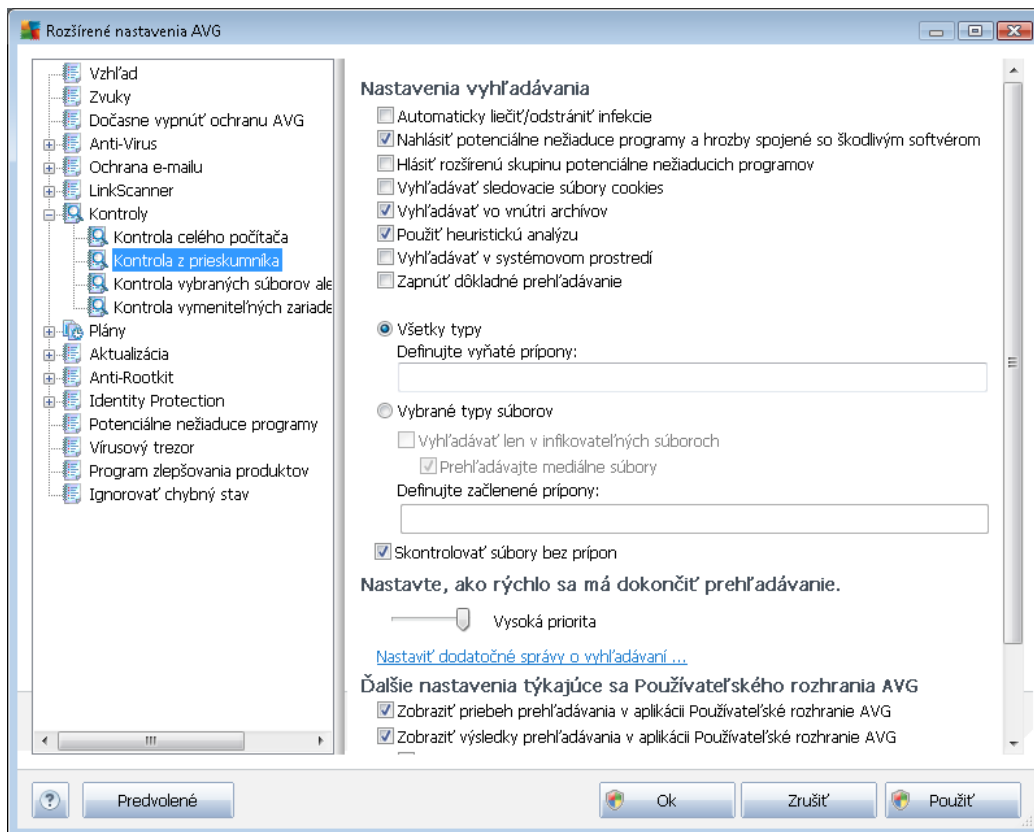 Rozšírené nastavenia AVG
Vzhľad
Zvuky
Dočasne vypnúť ochranu AVG
Anti-Virus
Ochrana e-mailu
LinkScanner
Kontroly
Kontrola celého počítača
Kontrola z prieskumníka
Kontrola vybraných súborov ale
Kontrola vymeniteľných zariade
Plány
Aktualizácia
Anti-Rootkit
Identity Protection
Potenciálne nežiaduce programy
Vírusový trezor
Program zlepšovania produktov
Ignorovať chybný stav
Nastavenia vyhľadávania
Automaticky liečiť/odstrániť infekcie
Nahlásiť potenciálne nežiaduce programy a hrozby spojené so škodlivým softvérom
Hlásiť rozšírenú skupinu potenciálne nežiaducich programov
Vyhľadávať sledovacie súbory cookies
Vyhľadávať vo vnútri archívov
Použiť heuristickú analýzu
Vyhľadávať v systémovom prostredí
Zapnúť dôkladné prehľadávanie
Všetky typy
Definujte vyňaté prípony:
Vybrané typy súborov
Vyhľadávať len v infikovateľných súboroch
Prehľadávajte mediálne súbory
Definujte začlenené prípony:
Skontrolovať súbory bez prípon
Nastavte, ako rýchlo sa má dokončiť prehľadávanie.
Vysoká priorita
Nastaviť dodatočné správy o vyhľadávaní ...
Ďalšie nastavenia týkajúce sa Používateľského rozhrania AVG
Zobraziť priebeh prehľadávania v aplikácii Používateľské rozhranie AVG
Zobraziť výsledky prehľadávania v aplikácii Používateľské rozhranie AVG
?
Predvolené
Ok
Zrušiť
Použiť